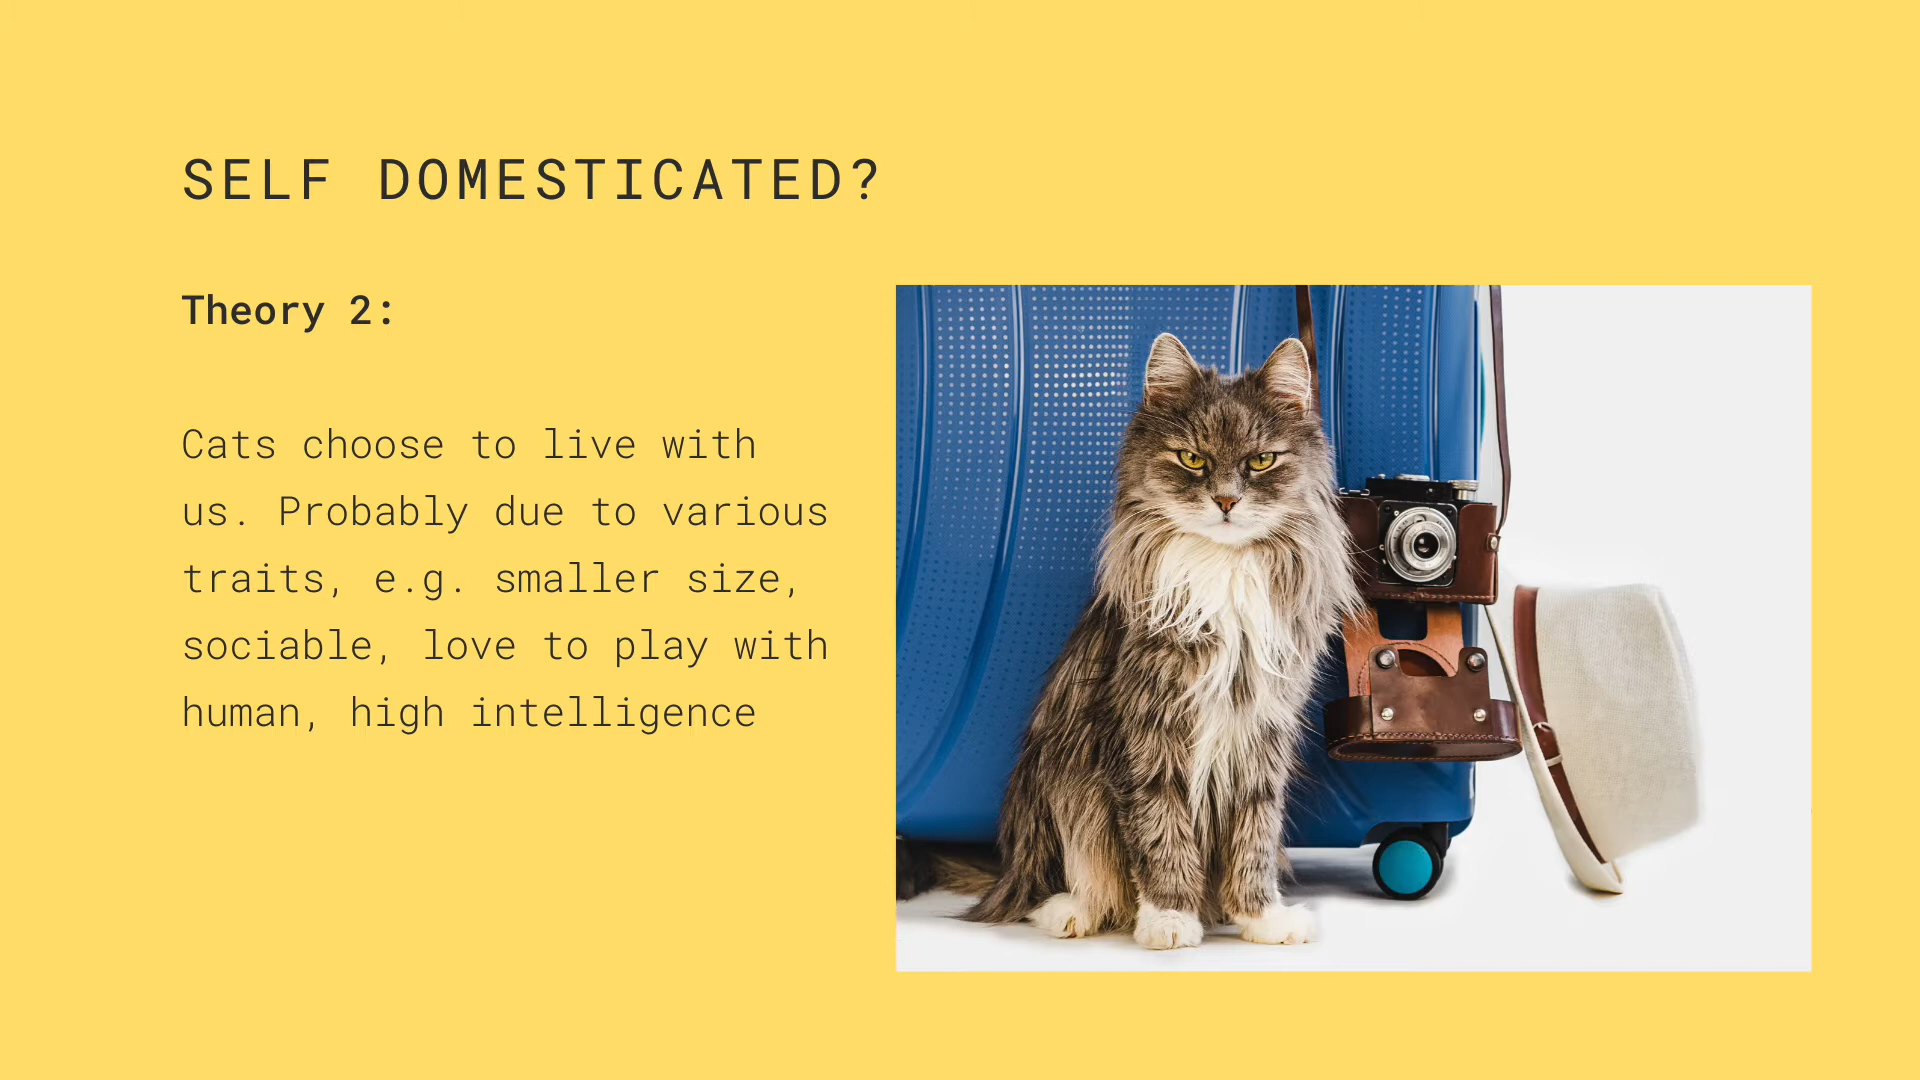 SELF DOMESTICATED?
Theory 2:
Cats choose to live with
us. Probably due to various
traits, e.g. smaller size,
sociable, love to play with
human, high intelligence